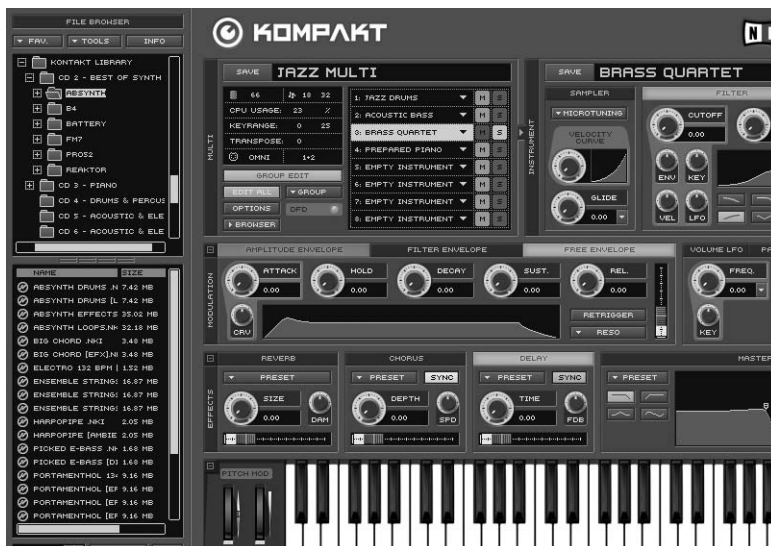 FILE BROWSER
FAV. TOOLS INFO
KONTAKT LIBRARY
CD 2 - BEST OF SYNTH
ABSYNTH
B4
BATTERY
FM7
PROS2
REAKTOR
CD 3 - PIANO
CD 4 - DRUMS & PERCUS
CD 5 - ACOUSTIC & ELE
CD 6 - ACOUSTIC & ELE
NAME SIZE
ABSYNTH DRUMS .N 7.42 MB
ABSYNTH DRUMS [L 7.42 MB
ABSYNTH EFFECTS 35.02 MB
ABSYNTH LOOPS.NK 32.18 MB
BIG CHORD .NKI 3.48 MB
BIG CHORD [EFX].NI 3.48 MB
ELECTRO 132 BPM [ 1.52 MB
ENSEMBLE STRINGS 16.87 MB
ENSEMBLE STRINGS 16.87 MB
ENSEMBLE STRINGS 16.87 MB
HARPOPIPE .NKI 2.05 MB
HARPOPIPE [AMBIE 2.05 MB
PICKED E-BASS .NK 1.68 MB
PICKED E-BASS [DI 1.68 MB
PORTAMENTHOL 134 9.16 MB
PORTAMENTHOL [EF 9.16 MB
PORTAMENTHOL [EF 9.16 MB
PORTAMENTHOL [EF 9.16 MB
KOMPAKT
N
MULTI
SAVE JAZZ MULTI
66 18 32
CPU USAGE: 23 %
KEYRANGE: 0 25
TRANSPOSE: 0
OMNI 1+2
GROUP EDIT
EDIT ALL GROUP
OPTIONS DFD
BROWSER
1: JAZZ DRUMS M S
2: ACOUSTIC BASS M S
3: BRASS QUARTET M S
4: PREPARED PIANO M S
5: EMPTY INSTRUMENT M S
6: EMPTY INSTRUMENT M S
7: EMPTY INSTRUMENT M S
8: EMPTY INSTRUMENT M S
INSTRUMENT
SAVE BRASS QUARTET
SAMPLER
MICROTUNING
VELOCITY
CURVE
GLIDE
0.00
FILTER
CUTOFF
0.00
ENV KEY
VEL LFO
MODULATION
AMPLITUDE ENVELOPE FILTER ENVELOPE FREE ENVELOPE
ATTACK HOLD DECAY SUST. REL.
0.00 0.00 0.00 0.00 0.00
CRV
RETRIGGER
RESO
VOLUME LFO PA
FREQ.
0.00
KEY
EFFECTS
REVERB CHORUS DELAY MASTER
PRESET PRESET SYNC PRESET SYNC PRESET
SIZE DEPTH TIME
0.00 0.00 0.00
DAM SPD FDB
PITCH MOD